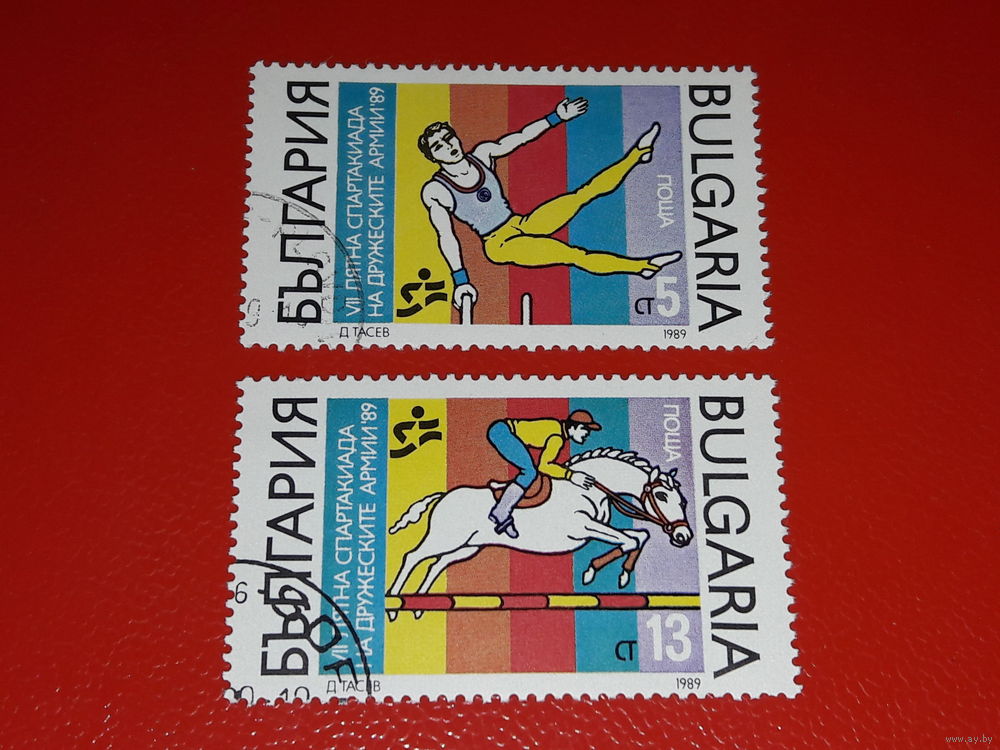 БЪЛГАРИЯ
VII ЛЯТНА СПАРТАКИАДА
НА ДРУЖЕСКИТЕ АРМИИ'89
ПОЩА
BULGARIA
5
СТ
Д. ТАСЕВ
1989
БЪЛГАРИЯ
VII ЛЯТНА СПАРТАКИАДА
НА ДРУЖЕСКИТЕ АРМИИ'89
ПОЩА
BULGARIA
13
СТ
Д. ТАСЕВ
1989
www.ay.by